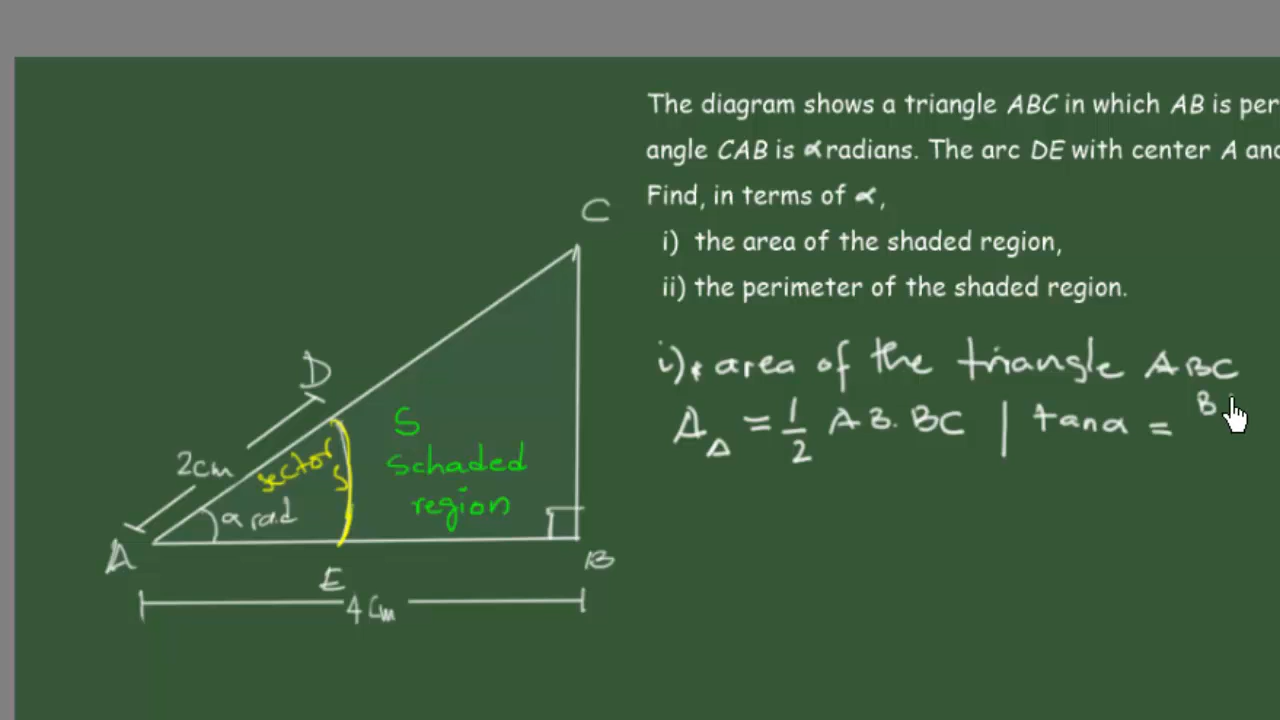 The diagram shows a triangle ABC in which AB is per
angle CAB is α radians. The arc DE with center A and
Find, in terms of α,
i) the area of the shaded region,
ii) the perimeter of the shaded region.
i). area of the triangle ABC
A△ = 1/2 AB. BC | tanα = B
C
D
2cm
sector
S
α rad
S
Schaded
region
A
E
B
4 cm